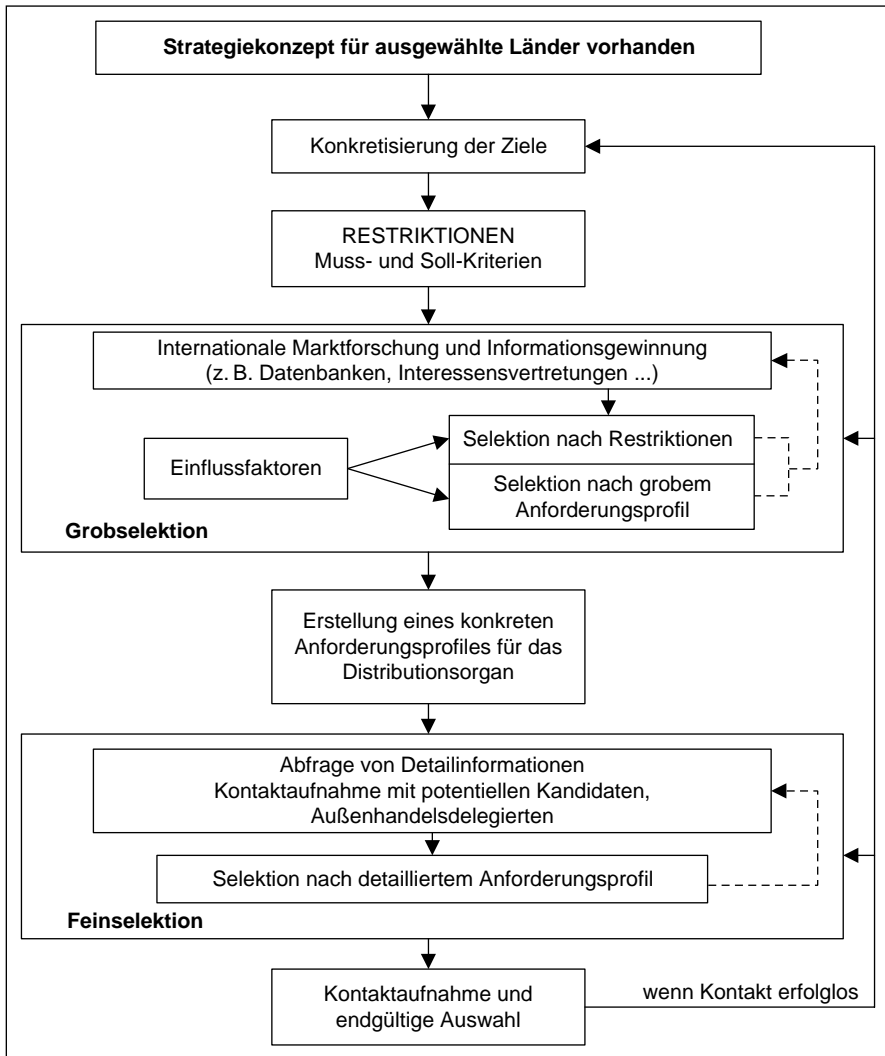 Strategiekonzept für ausgewählte Länder vorhanden
Konkretisierung der Ziele
RESTRIKTIONEN
Muss- und Soll-Kriterien
Internationale Marktforschung und Informationsgewinnung
(z. B. Datenbanken, Interessensvertretungen ...)
Selektion nach Restriktionen
Einflussfaktoren
Selektion nach grobem
Anforderungsprofil
Grobselektion
Erstellung eines konkreten
Anforderungsprofiles für das
Distributionsorgan
Abfrage von Detailinformationen
Kontaktaufnahme mit potentiellen Kandidaten,
Außenhandelsdelegierten
Selektion nach detailliertem Anforderungsprofil
Feinselektion
Kontaktaufnahme und
endgültige Auswahl
wenn Kontakt erfolglos